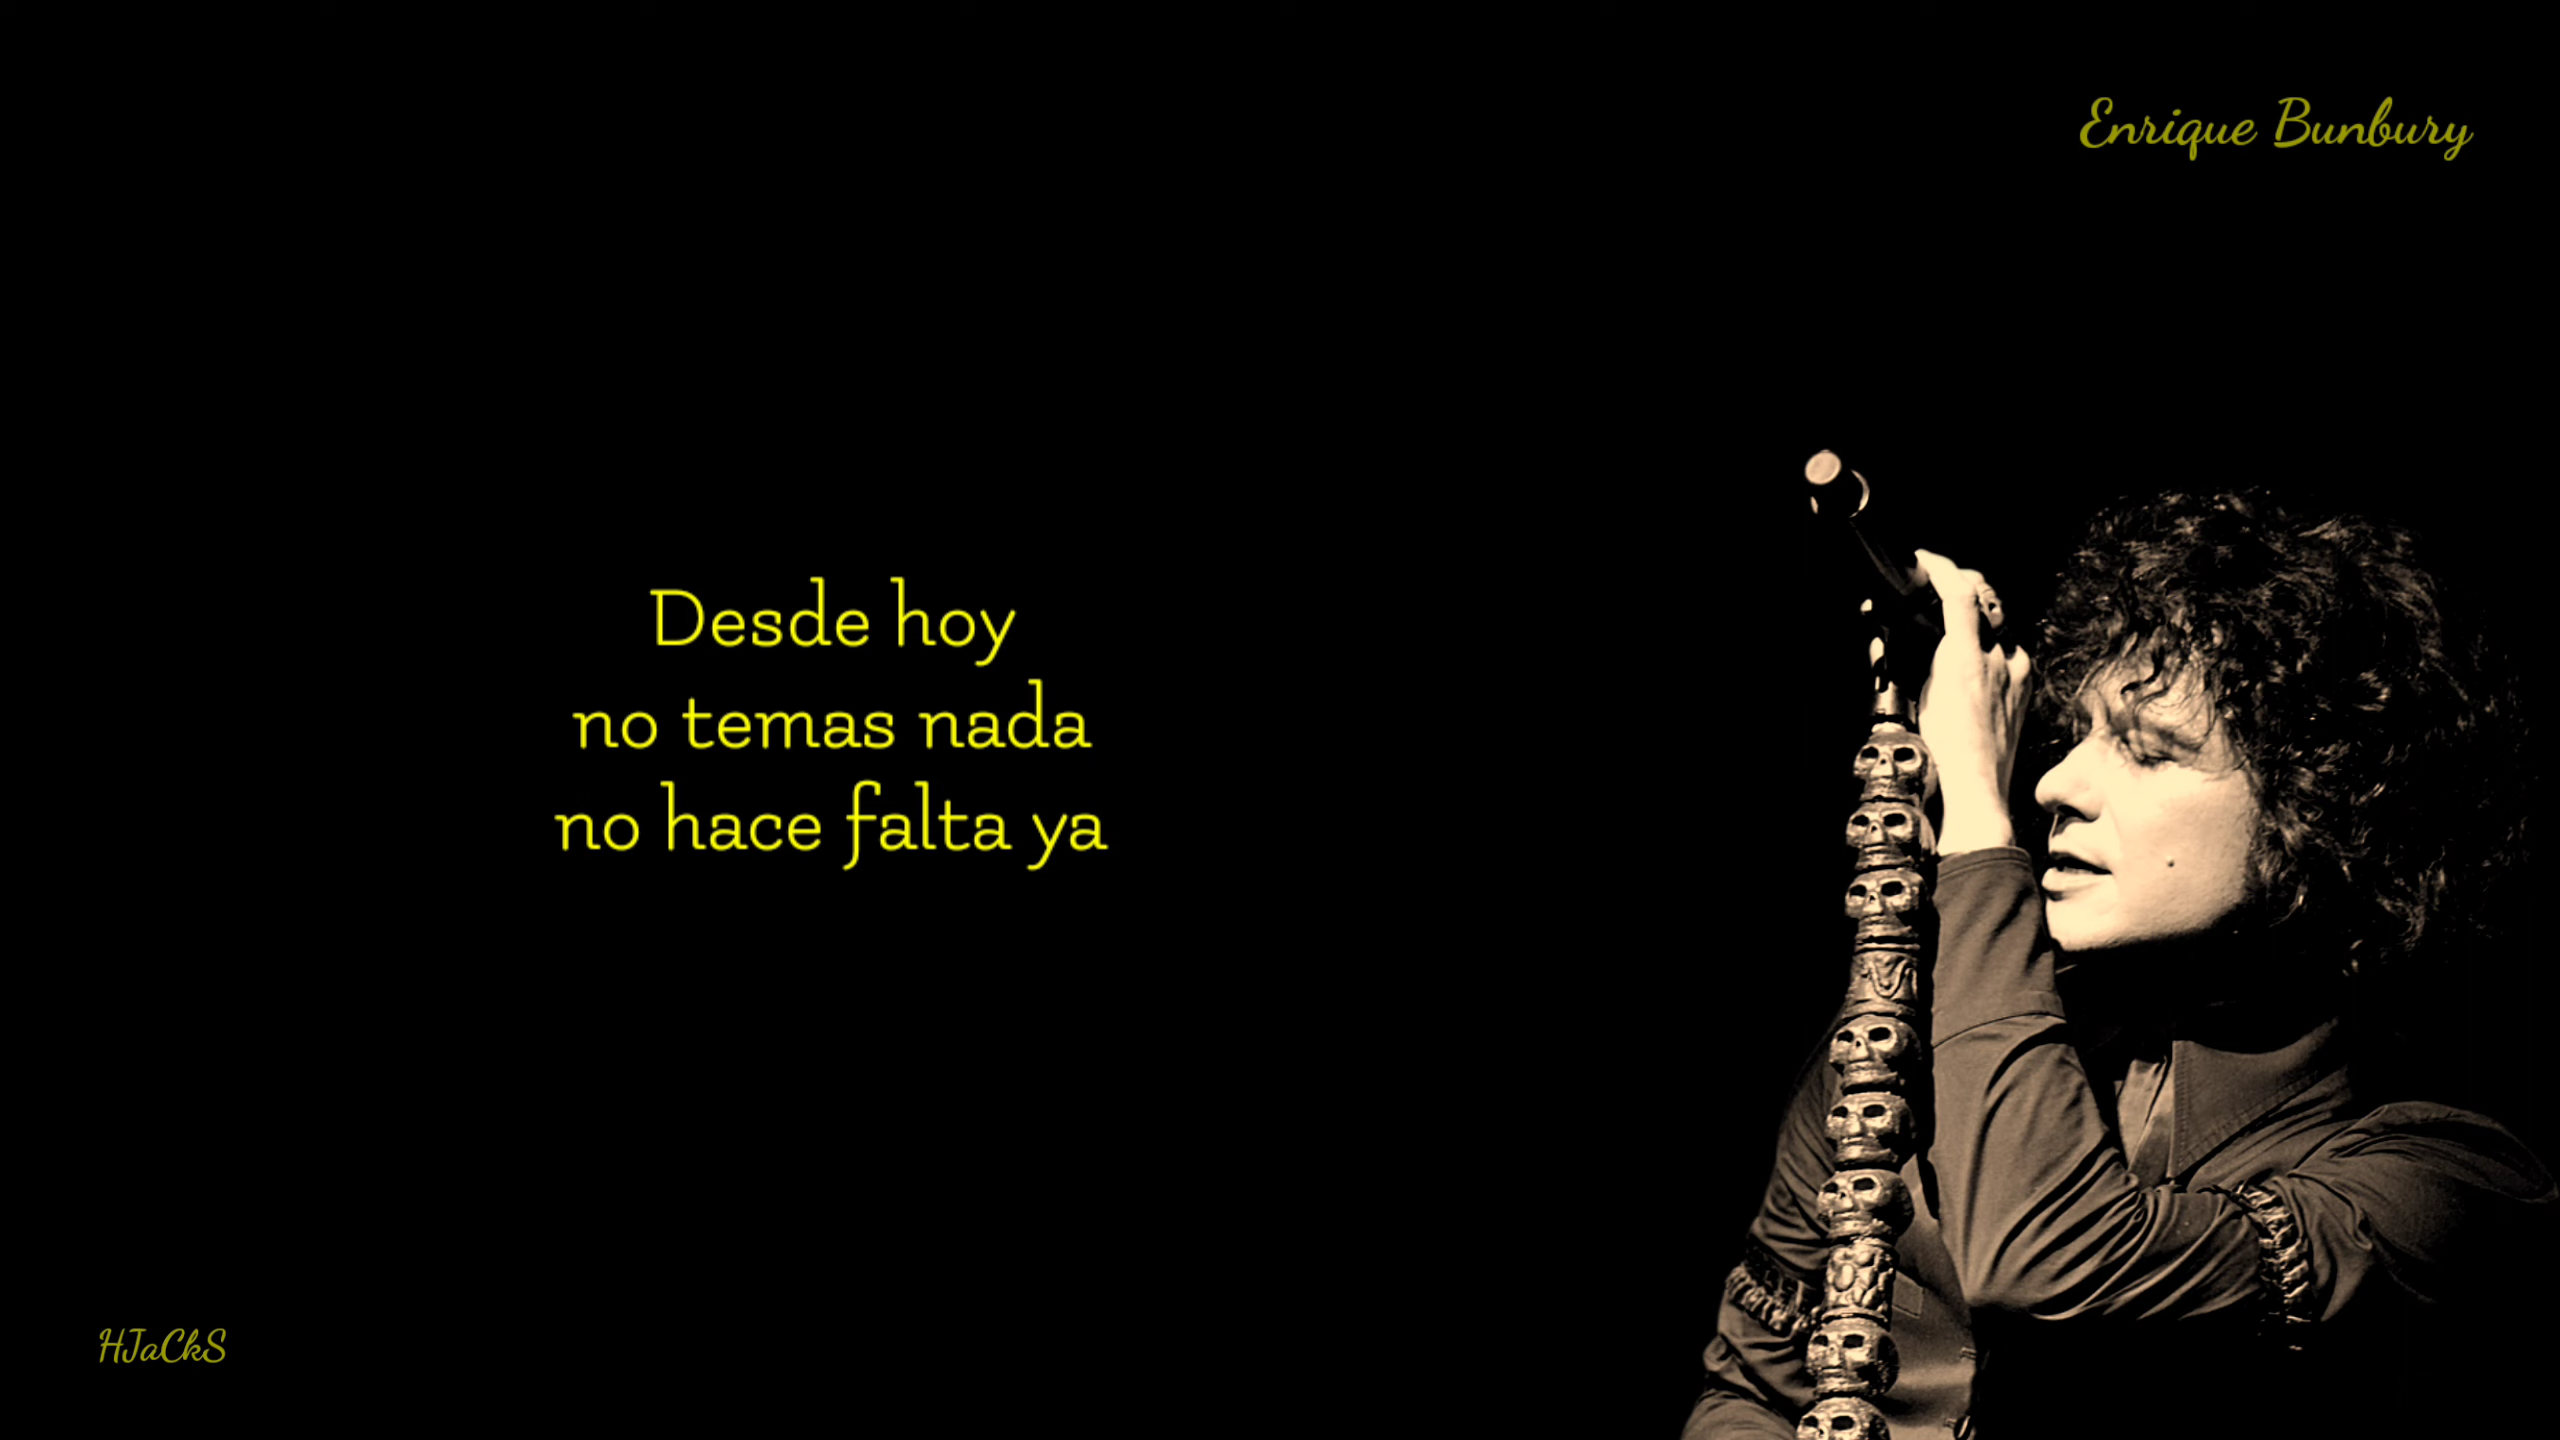 Enrique Bunbury
Desde hoy
no temas nada
no hace falta ya
HJaCkS